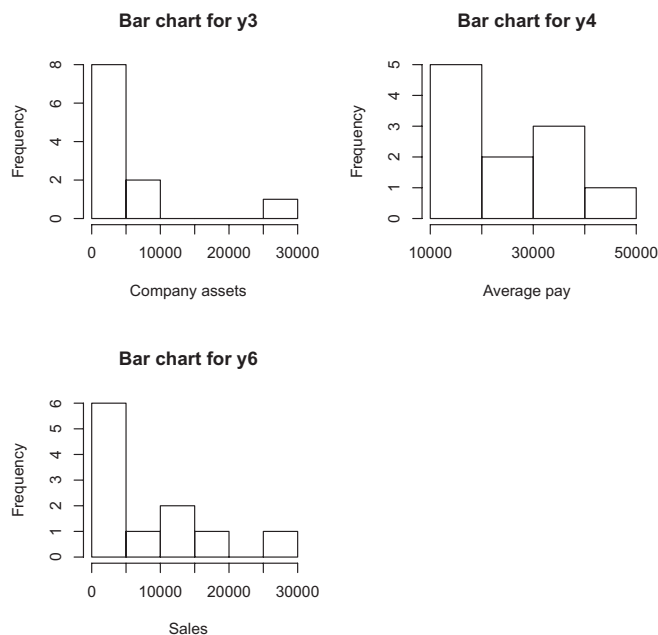 Bar chart for y3
Frequency
8
6
4
2
0
0 10000 20000 30000
Company assets
Bar chart for y4
Frequency
5
4
3
2
1
0
10000 30000 50000
Average pay
Bar chart for y6
Frequency
6
5
4
3
2
1
0
0 10000 20000 30000
Sales